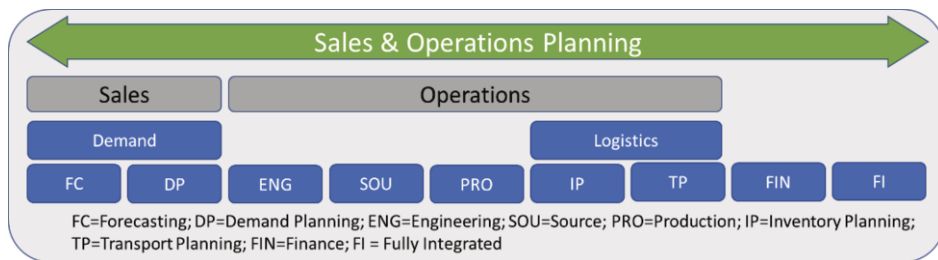 Sales & Operations Planning
Sales
Operations
Demand
Logistics
FC
DP
ENG
SOU
PRO
IP
TP
FIN
FI
FC=Forecasting; DP=Demand Planning; ENG=Engineering; SOU=Source; PRO=Production; IP=Inventory Planning;
TP=Transport Planning; FIN=Finance; FI = Fully Integrated